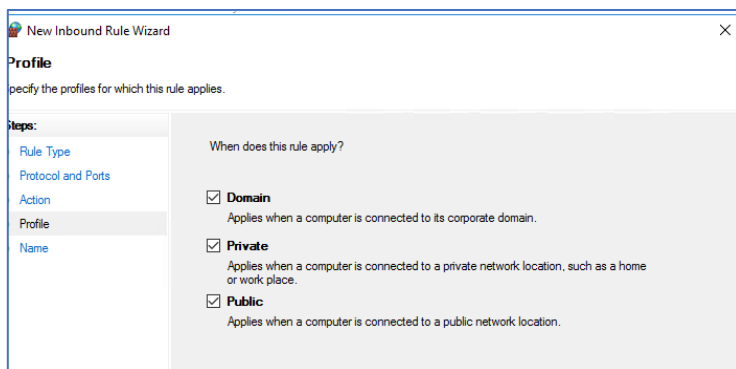 New Inbound Rule Wizard
Profile
pecify the profiles for which this rule applies.
Steps:
Rule Type
Protocol and Ports
Action
Profile
Name
When does this rule apply?
Domain
Applies when a computer is connected to its corporate domain.
Private
Applies when a computer is connected to a private network location, such as a home
or work place.
Public
Applies when a computer is connected to a public network location.